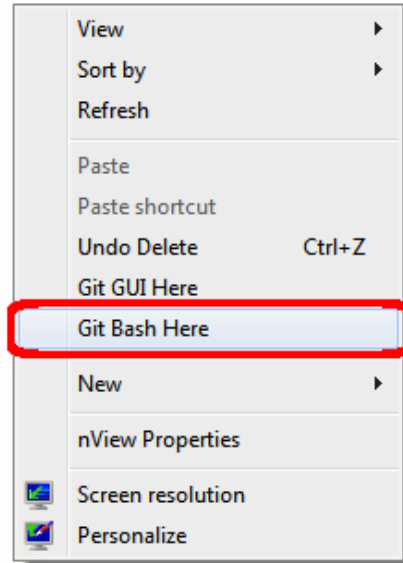 View
Sort by
Refresh
Paste
Paste shortcut
Undo Delete Ctrl+Z
Git GUI Here
Git Bash Here
New
nView Properties
Screen resolution
Personalize